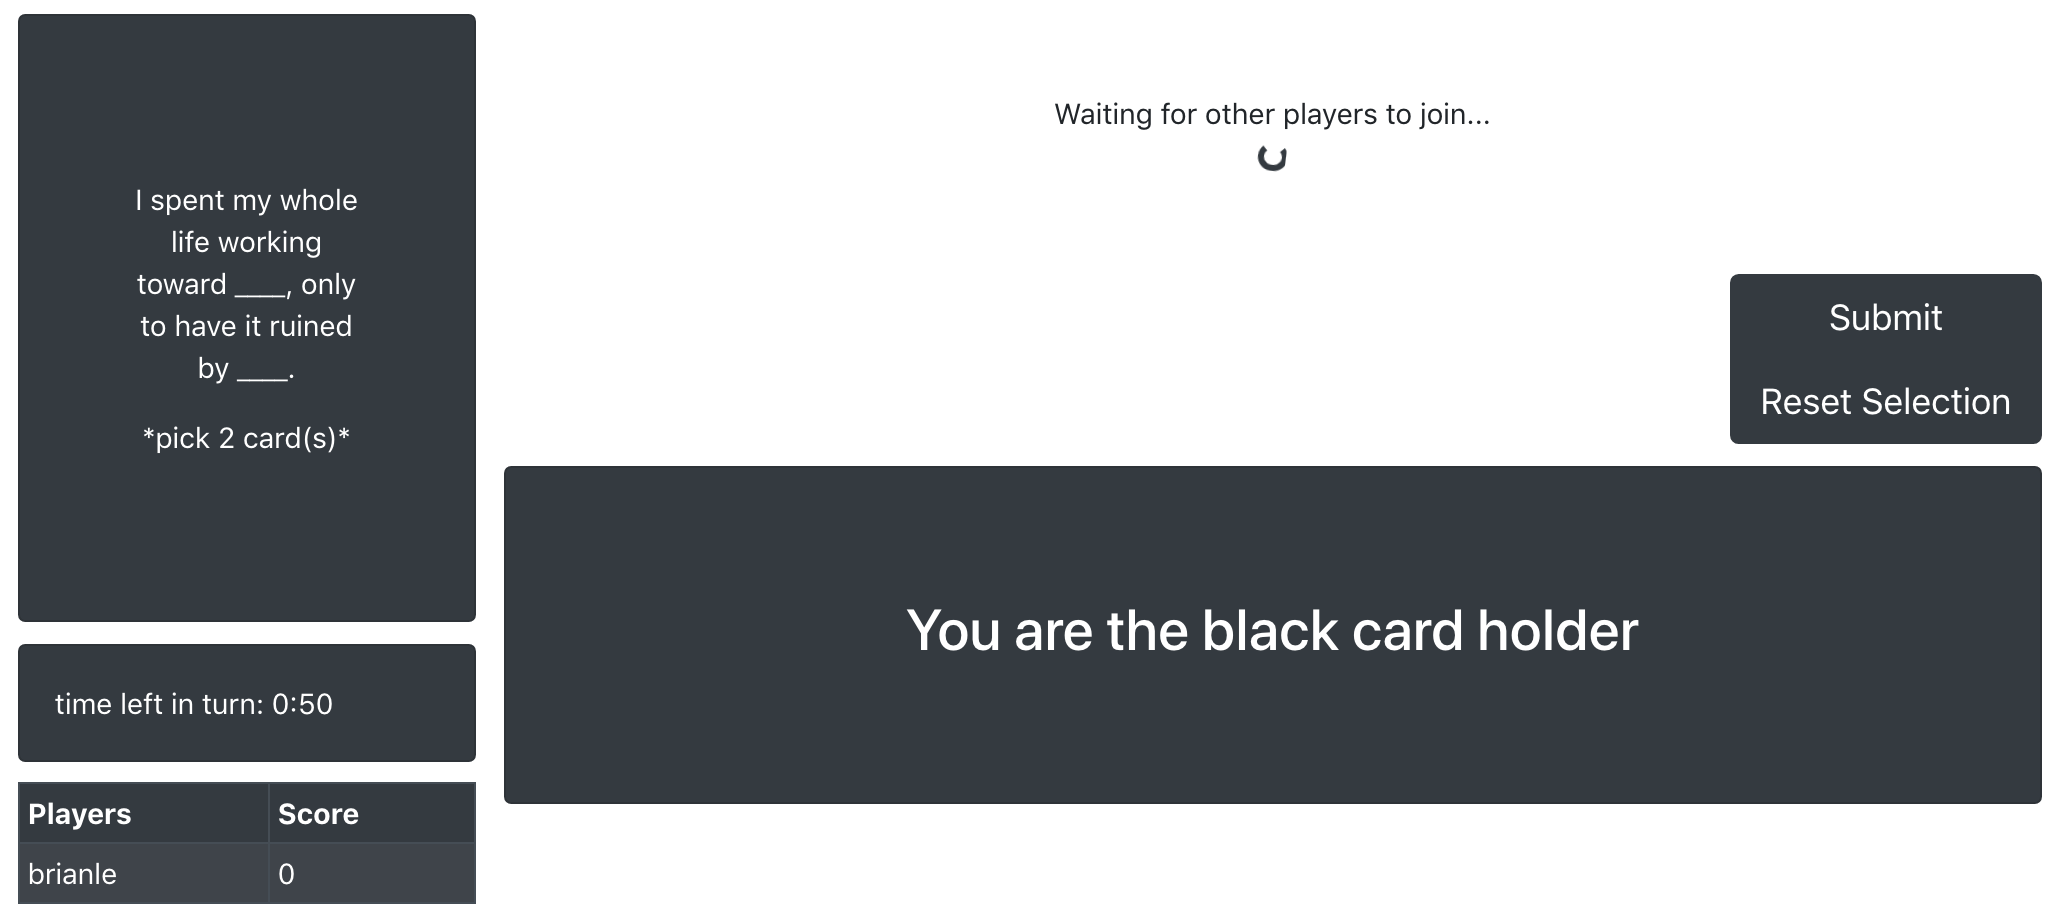 I spent my whole
life working
toward ____, only
to have it ruined
by ____.
*pick 2 card(s)*
time left in turn: 0:50
Players Score
brianle 0
Waiting for other players to join...
Submit
Reset Selection
You are the black card holder